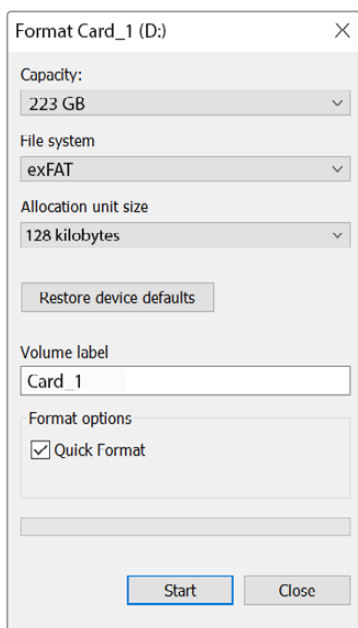 Format Card_1 (D:)
Capacity:
223 GB
File system
exFAT
Allocation unit size
128 kilobytes
Restore device defaults
Volume label
Card_1
Format options
Quick Format
Start
Close